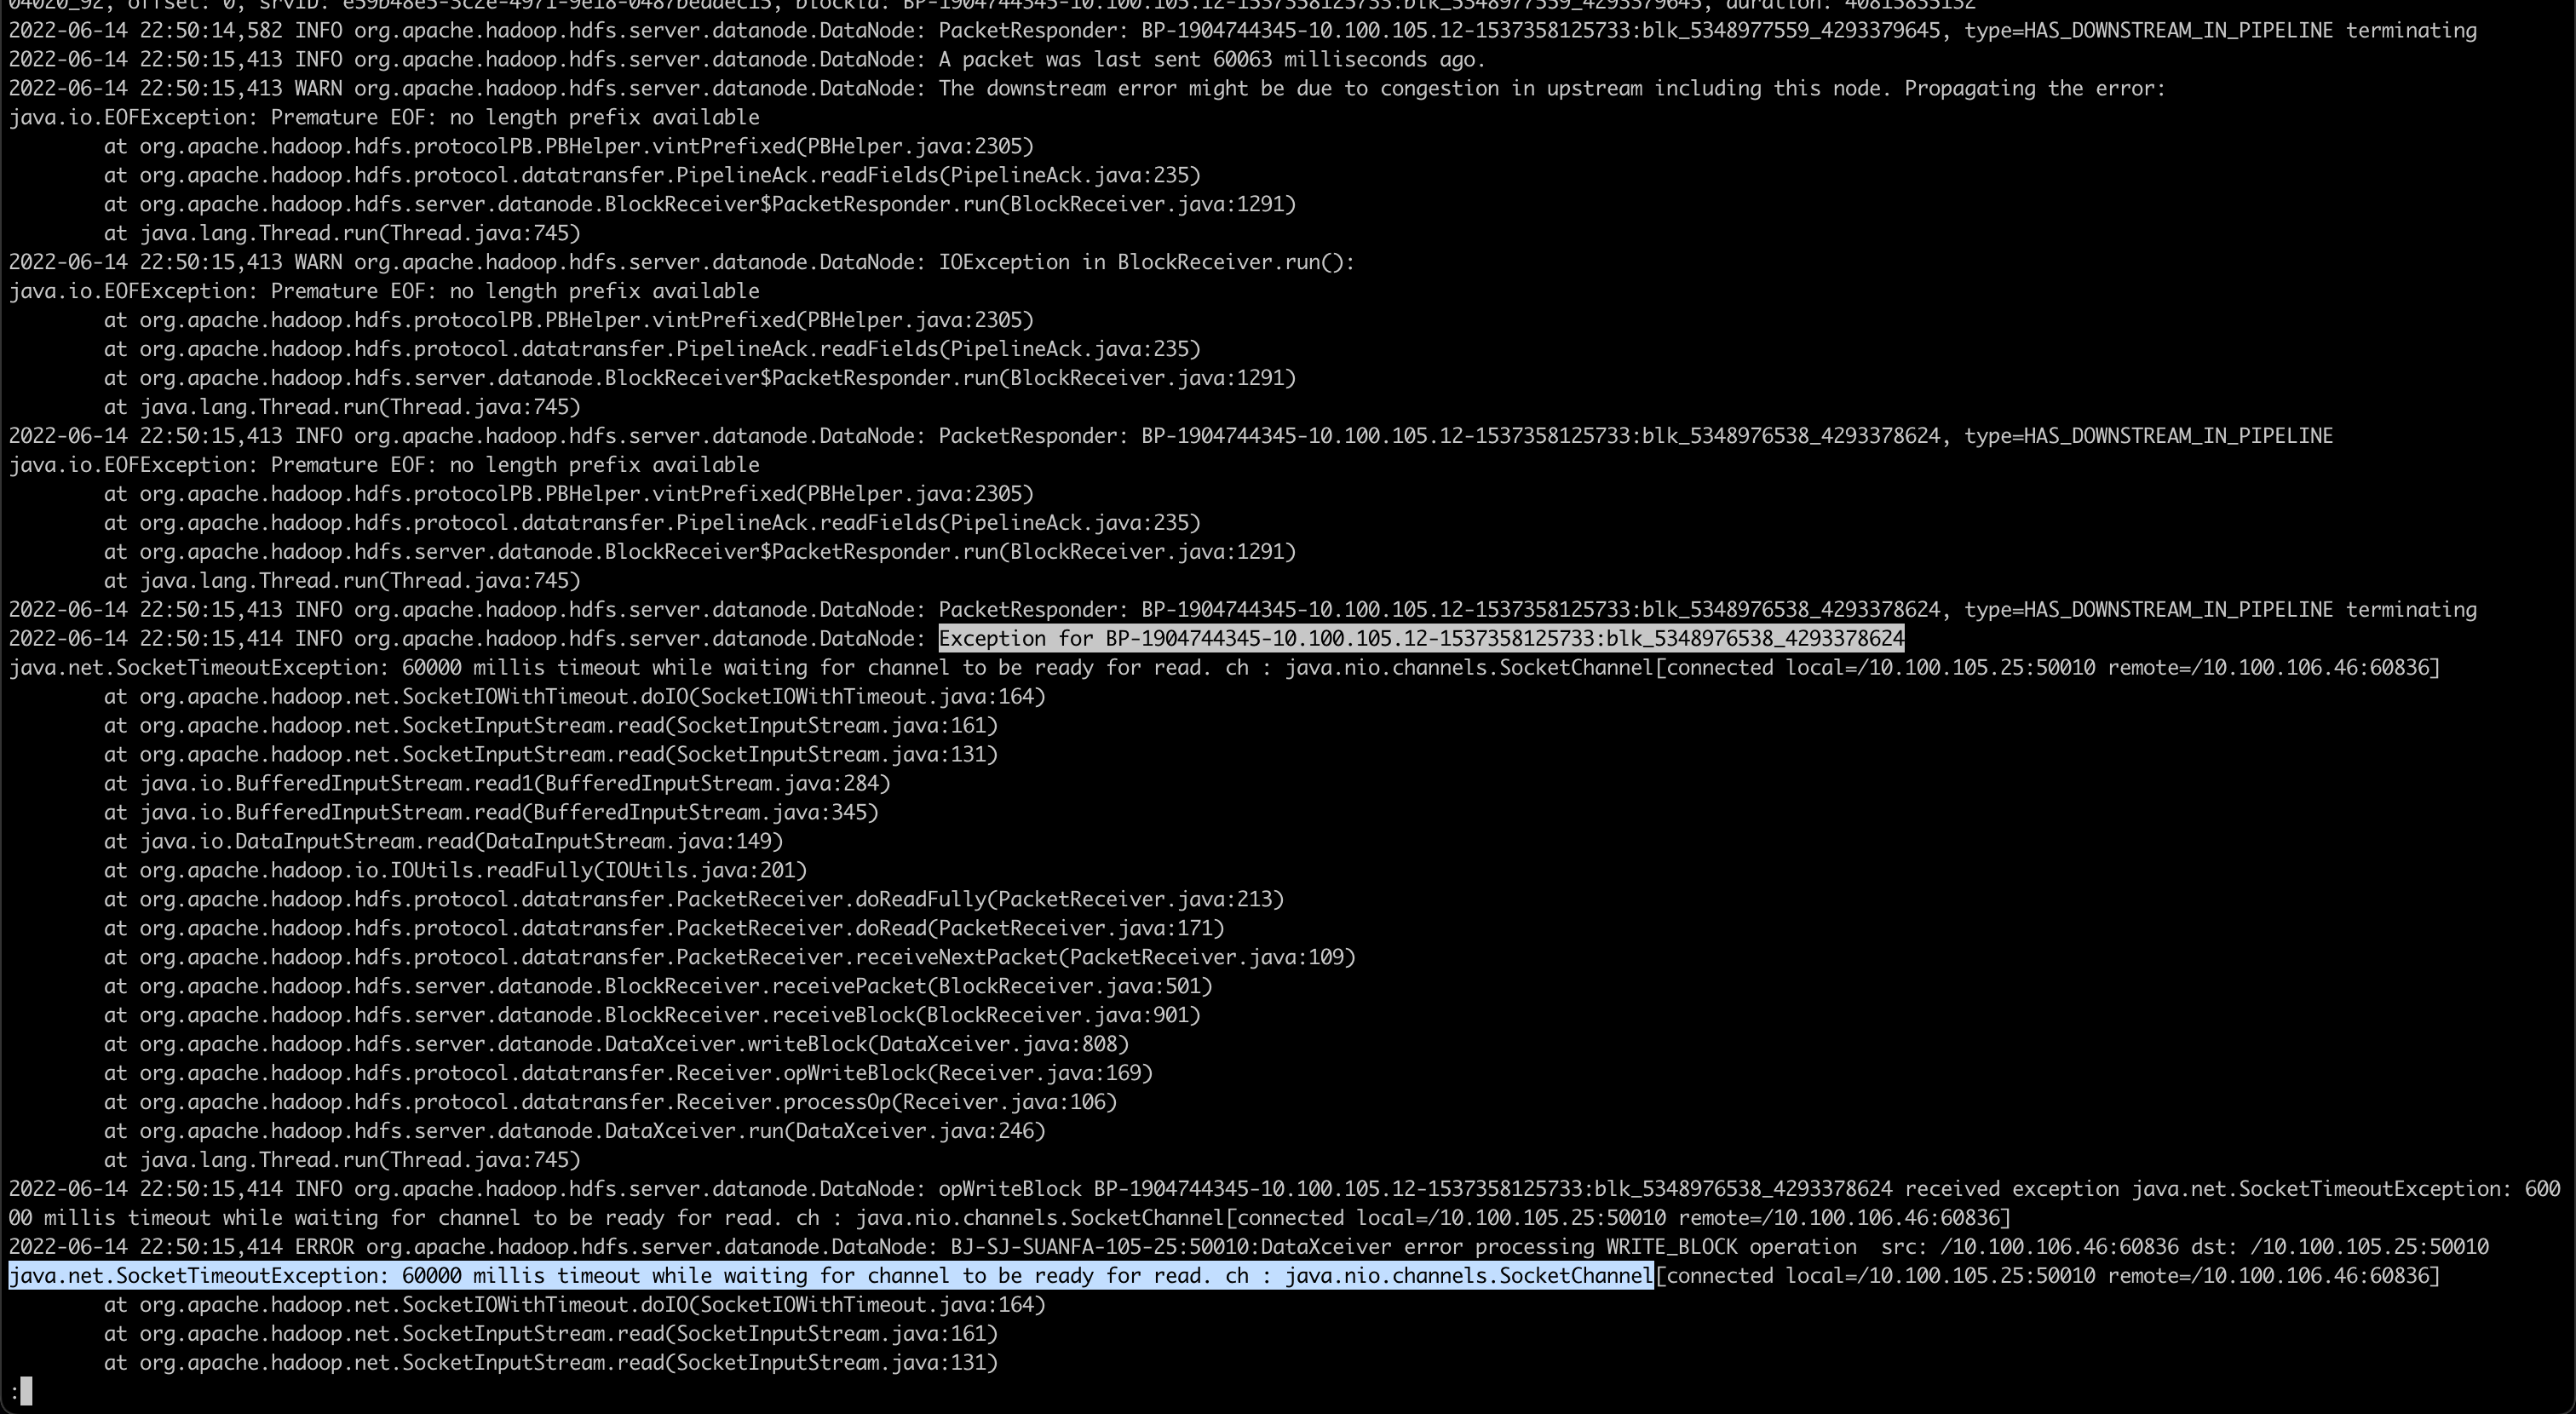 04020_92, offset: 0, srvID: e59b48e5-3c2e-4971-9e18-0487beadec15, blockid: BP-1904744345-10.100.105.12-1537358125733:blk_5348977559_4293379645, duration: 40815835132
2022-06-14 22:50:14,582 INFO org.apache.hadoop.hdfs.server.datanode.DataNode: PacketResponder: BP-1904744345-10.100.105.12-1537358125733:blk_5348977559_4293379645, type=HAS_DOWNSTREAM_IN_PIPELINE terminating
2022-06-14 22:50:15,413 INFO org.apache.hadoop.hdfs.server.datanode.DataNode: A packet was last sent 60063 milliseconds ago.
2022-06-14 22:50:15,413 WARN org.apache.hadoop.hdfs.server.datanode.DataNode: The downstream error might be due to congestion in upstream including this node. Propagating the error:
java.io.EOFException: Premature EOF: no length prefix available
        at org.apache.hadoop.hdfs.protocolPB.PBHelper.vintPrefixed(PBHelper.java:2305)
        at org.apache.hadoop.hdfs.protocol.datatransfer.PipelineAck.readFields(PipelineAck.java:235)
        at org.apache.hadoop.hdfs.server.datanode.BlockReceiver$PacketResponder.run(BlockReceiver.java:1291)
        at java.lang.Thread.run(Thread.java:745)
2022-06-14 22:50:15,413 WARN org.apache.hadoop.hdfs.server.datanode.DataNode: IOException in BlockReceiver.run():
java.io.EOFException: Premature EOF: no length prefix available
        at org.apache.hadoop.hdfs.protocolPB.PBHelper.vintPrefixed(PBHelper.java:2305)
        at org.apache.hadoop.hdfs.protocol.datatransfer.PipelineAck.readFields(PipelineAck.java:235)
        at org.apache.hadoop.hdfs.server.datanode.BlockReceiver$PacketResponder.run(BlockReceiver.java:1291)
        at java.lang.Thread.run(Thread.java:745)
2022-06-14 22:50:15,413 INFO org.apache.hadoop.hdfs.server.datanode.DataNode: PacketResponder: BP-1904744345-10.100.105.12-1537358125733:blk_5348976538_4293378624, type=HAS_DOWNSTREAM_IN_PIPELINE
java.io.EOFException: Premature EOF: no length prefix available
        at org.apache.hadoop.hdfs.protocolPB.PBHelper.vintPrefixed(PBHelper.java:2305)
        at org.apache.hadoop.hdfs.protocol.datatransfer.PipelineAck.readFields(PipelineAck.java:235)
        at org.apache.hadoop.hdfs.server.datanode.BlockReceiver$PacketResponder.run(BlockReceiver.java:1291)
        at java.lang.Thread.run(Thread.java:745)
2022-06-14 22:50:15,413 INFO org.apache.hadoop.hdfs.server.datanode.DataNode: PacketResponder: BP-1904744345-10.100.105.12-1537358125733:blk_5348976538_4293378624, type=HAS_DOWNSTREAM_IN_PIPELINE terminating
2022-06-14 22:50:15,414 INFO org.apache.hadoop.hdfs.server.datanode.DataNode: Exception for BP-1904744345-10.100.105.12-1537358125733:blk_5348976538_4293378624
java.net.SocketTimeoutException: 60000 millis timeout while waiting for channel to be ready for read. ch : java.nio.channels.SocketChannel[connected local=/10.100.105.25:50010 remote=/10.100.106.46:60836]
        at org.apache.hadoop.net.SocketIOWithTimeout.doIO(SocketIOWithTimeout.java:164)
        at org.apache.hadoop.net.SocketInputStream.read(SocketInputStream.java:161)
        at org.apache.hadoop.net.SocketInputStream.read(SocketInputStream.java:131)
        at java.io.BufferedInputStream.read1(BufferedInputStream.java:284)
        at java.io.BufferedInputStream.read(BufferedInputStream.java:345)
        at java.io.DataInputStream.read(DataInputStream.java:149)
        at org.apache.hadoop.io.IOUtils.readFully(IOUtils.java:201)
        at org.apache.hadoop.hdfs.protocol.datatransfer.PacketReceiver.doReadFully(PacketReceiver.java:213)
        at org.apache.hadoop.hdfs.protocol.datatransfer.PacketReceiver.doRead(PacketReceiver.java:171)
        at org.apache.hadoop.hdfs.protocol.datatransfer.PacketReceiver.receiveNextPacket(PacketReceiver.java:109)
        at org.apache.hadoop.hdfs.server.datanode.BlockReceiver.receivePacket(BlockReceiver.java:501)
        at org.apache.hadoop.hdfs.server.datanode.BlockReceiver.receiveBlock(BlockReceiver.java:901)
        at org.apache.hadoop.hdfs.server.datanode.DataXceiver.writeBlock(DataXceiver.java:808)
        at org.apache.hadoop.hdfs.protocol.datatransfer.Receiver.opWriteBlock(Receiver.java:169)
        at org.apache.hadoop.hdfs.protocol.datatransfer.Receiver.processOp(Receiver.java:106)
        at org.apache.hadoop.hdfs.server.datanode.DataXceiver.run(DataXceiver.java:246)
        at java.lang.Thread.run(Thread.java:745)
2022-06-14 22:50:15,414 INFO org.apache.hadoop.hdfs.server.datanode.DataNode: opWriteBlock BP-1904744345-10.100.105.12-1537358125733:blk_5348976538_4293378624 received exception java.net.SocketTimeoutException: 600
00 millis timeout while waiting for channel to be ready for read. ch : java.nio.channels.SocketChannel[connected local=/10.100.105.25:50010 remote=/10.100.106.46:60836]
2022-06-14 22:50:15,414 ERROR org.apache.hadoop.hdfs.server.datanode.DataNode: BJ-SJ-SUANFA-105-25:50010:DataXceiver error processing WRITE_BLOCK operation  src: /10.100.106.46:60836 dst: /10.100.105.25:50010
java.net.SocketTimeoutException: 60000 millis timeout while waiting for channel to be ready for read. ch : java.nio.channels.SocketChannel[connected local=/10.100.105.25:50010 remote=/10.100.106.46:60836]
        at org.apache.hadoop.net.SocketIOWithTimeout.doIO(SocketIOWithTimeout.java:164)
        at org.apache.hadoop.net.SocketInputStream.read(SocketInputStream.java:161)
        at org.apache.hadoop.net.SocketInputStream.read(SocketInputStream.java:131)
: